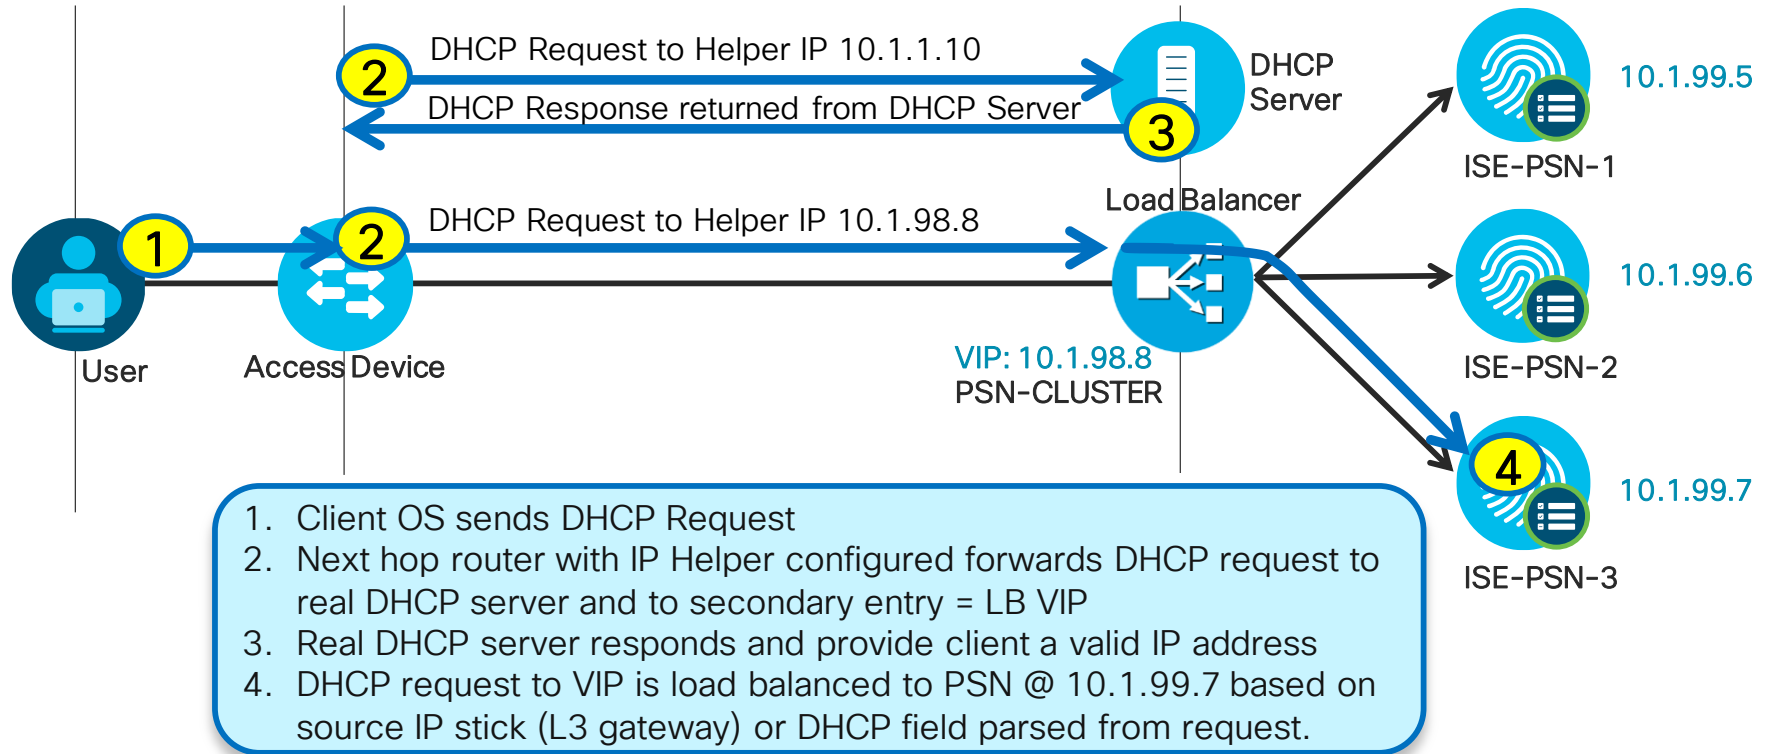 DHCP Request to Helper IP 10.1.1.10
2
DHCP Response returned from DHCP Server
3
DHCP
Server
10.1.99.5
ISE-PSN-1
Load Balancer
DHCP Request to Helper IP 10.1.98.8
1
2
10.1.99.6
User
Access Device
VIP: 10.1.98.8
PSN-CLUSTER
ISE-PSN-2
4
10.1.99.7
ISE-PSN-3
1. Client OS sends DHCP Request
2. Next hop router with IP Helper configured forwards DHCP request to
real DHCP server and to secondary entry = LB VIP
3. Real DHCP server responds and provide client a valid IP address
4. DHCP request to VIP is load balanced to PSN @ 10.1.99.7 based on
source IP stick (L3 gateway) or DHCP field parsed from request.